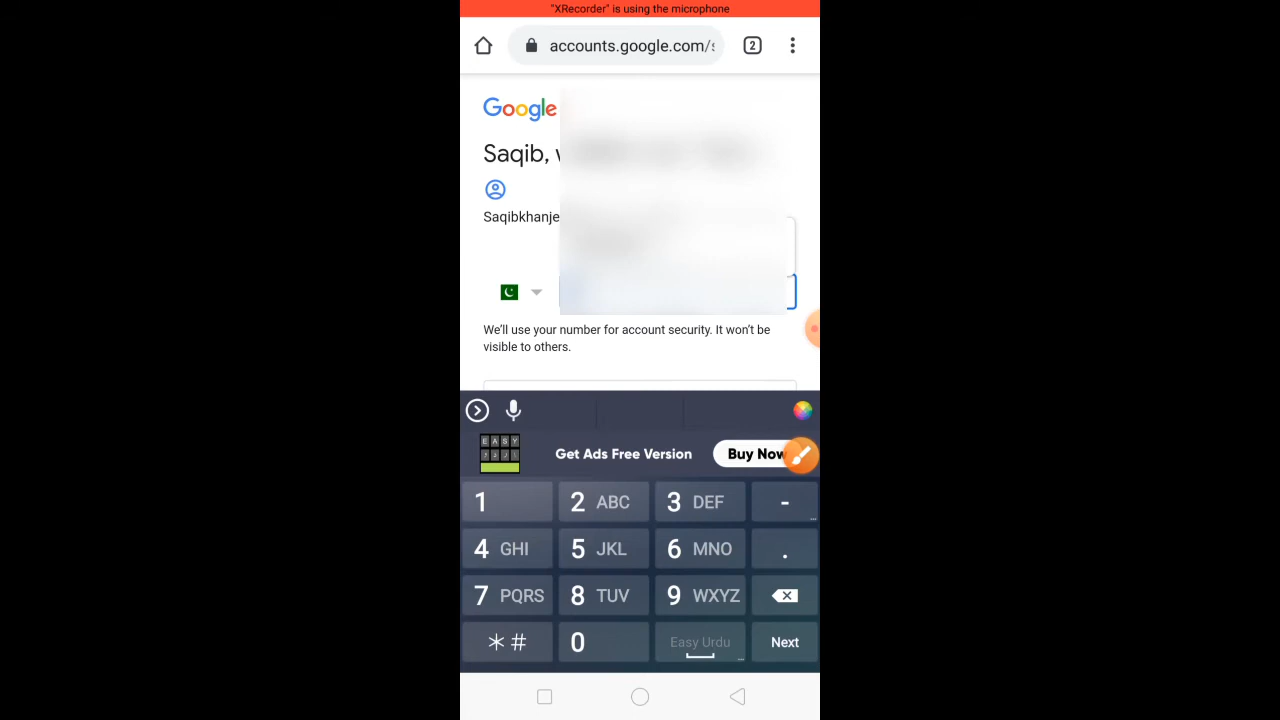 "XRecorder" is using the microphone
accounts.google.com/s
2
Google
Saqib,
Saqibkhanje
We'll use your number for account security. It won't be
visible to others.
EASY
Get Ads Free Version
Buy Now
1
2 ABC
3 DEF
-
4 GHI
5 JKL
6 MNO
.
7 PQRS
8 TUV
9 WXYZ
*#
0
Easy Urdu
Next